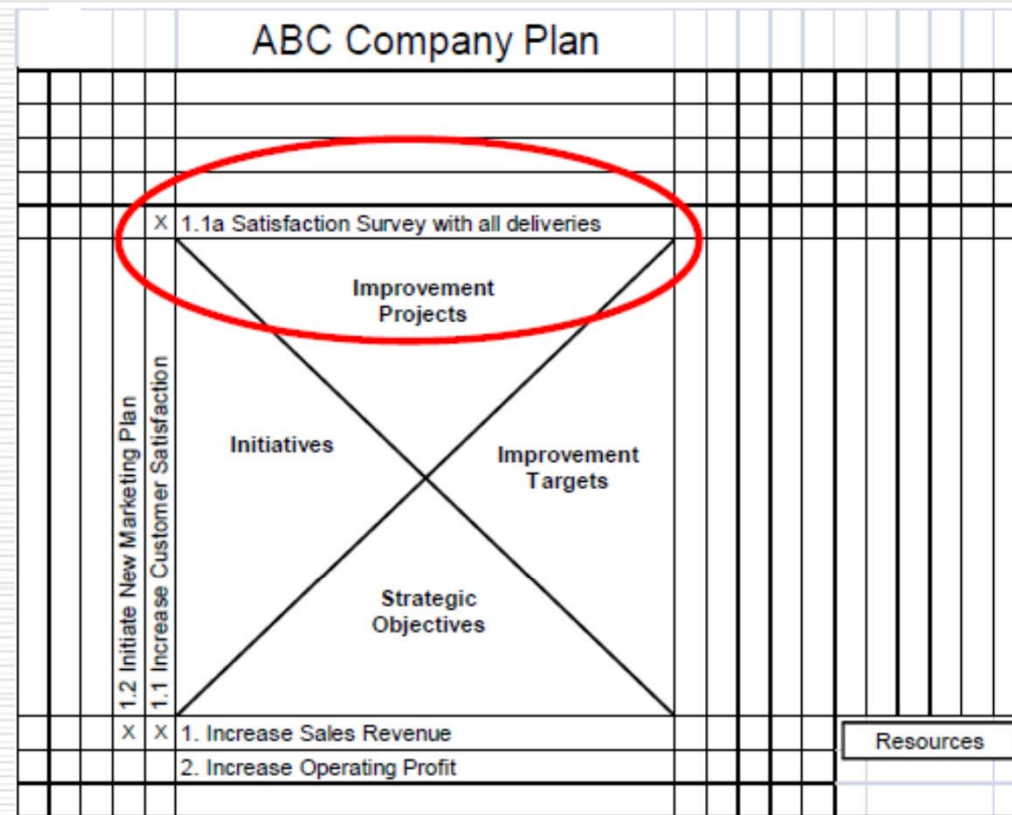 ABC Company Plan
X 1.1a Satisfaction Survey with all deliveries
Improvement
Projects
1.2 Initiate New Marketing Plan
1.1 Increase Customer Satisfaction
Initiatives
Improvement
Targets
Strategic
Objectives
X X 1. Increase Sales Revenue
2. Increase Operating Profit
Resources